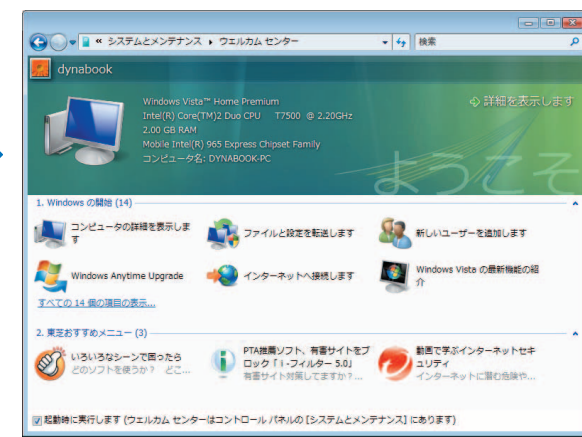 « システムとメンテナンス ▸ ウェルカム センター
検索
dynabook
Windows Vista™ Home Premium
Intel(R) Core(TM)2 Duo CPU T7500 @ 2.20GHz
2.00 GB RAM
Mobile Intel(R) 965 Express Chipset Family
コンピュータ名: DYNABOOK-PC
詳細を表示します
ようこそ
1. Windows の開始 (14)
コンピュータの詳細を表示しま
す
ファイルと設定を転送します
新しいユーザーを追加します
Windows Anytime Upgrade
インターネットへ接続します
Windows Vista の最新機能の紹
介
すべての 14 個の項目の表示...
2. 東芝おすすめメニュー (3)
いろいろなシーンで困ったら
どのソフトを使うか？ どこ...
PTA推薦ソフト、有害サイトをブ
ロック「i-フィルター 5.0」
有害サイト対策してますか？...
動画で学ぶインターネットセキ
ュリティ
インターネットに潜む危険や...
起動時に実行します (ウェルカム センターはコントロール パネルの [システムとメンテナンス] にあります)